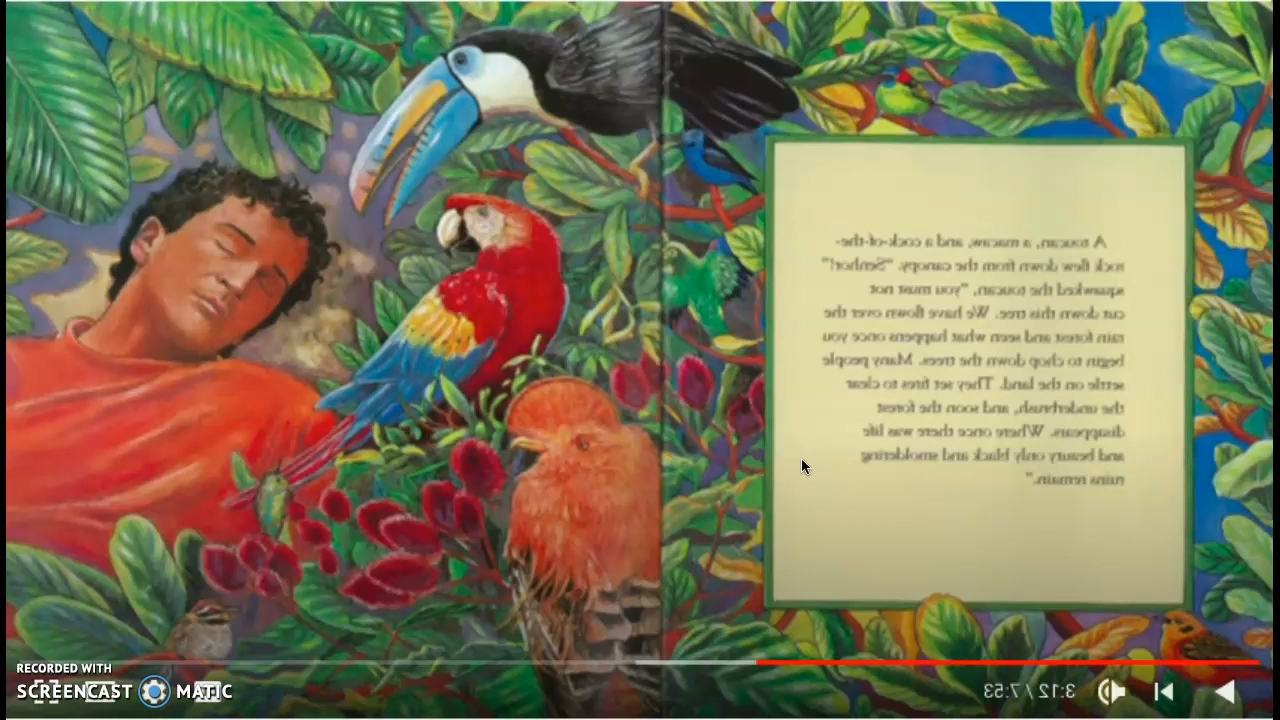 A toucan, a macaw, and a cock-of-the-
rock flew down from the canopy. "Senhor!"
squawked the toucan, "you must not
cut down this tree. We have flown over the
rain forest and seen what happens once you
begin to chop down the trees. Many people
settle on the land. They set fires to clear
the underbrush, and soon the forest
disappears. Where once there was life
and beauty only black and smoldering
ruins remain."
RECORDED WITH
SCREENCAST MATIC
3:12 / 7:53